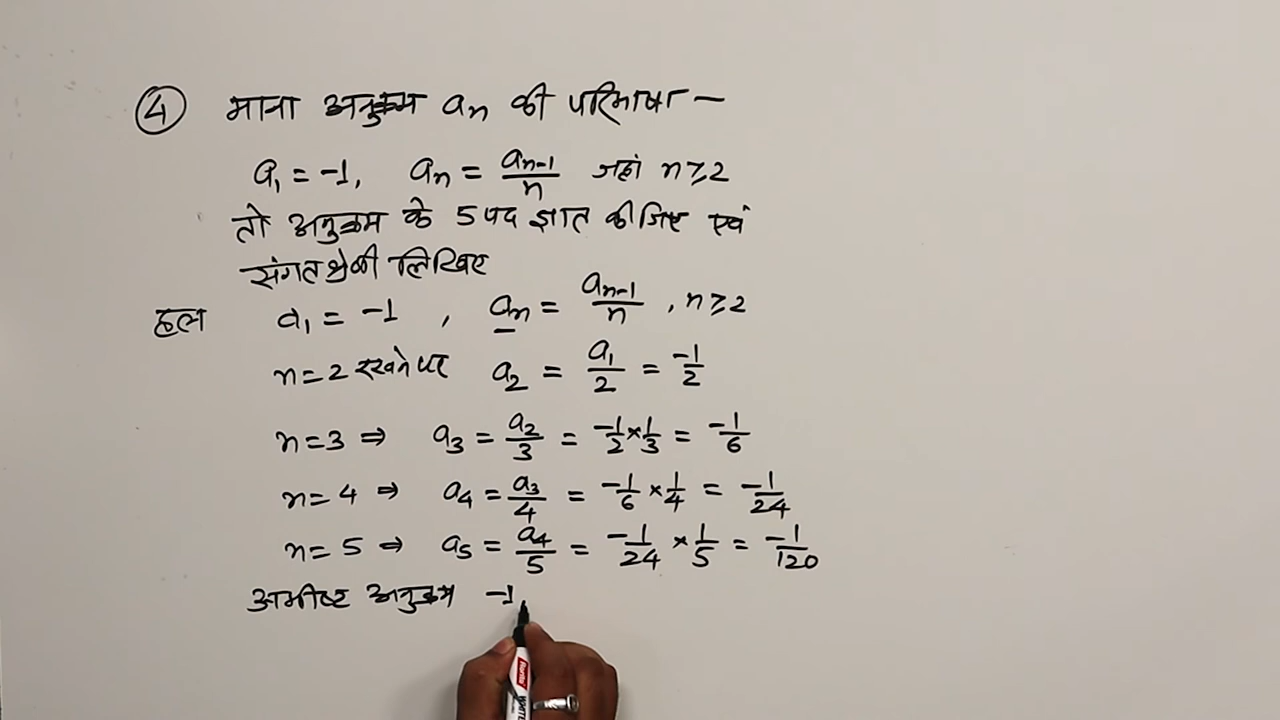 ④ माना अनुक्रम aₙ की परिभाषा —
a₁ = -1, aₙ = aₙ₋₁/n जहां n ≥ 2
तो अनुक्रम के 5 पद ज्ञात कीजिए एवं
संगत श्रेणी लिखिए
हल a₁ = -1 , aₙ = aₙ₋₁/n , n ≥ 2
n = 2 रखने पर a₂ = a₁/2 = -1/2
n = 3 ⇒ a₃ = a₂/3 = -1/2 × 1/3 = -1/6
n = 4 ⇒ a₄ = a₃/4 = -1/6 × 1/4 = -1/24
n = 5 ⇒ a₅ = a₄/5 = -1/24 × 1/5 = -1/120
अभीष्ट अनुक्रम -1,